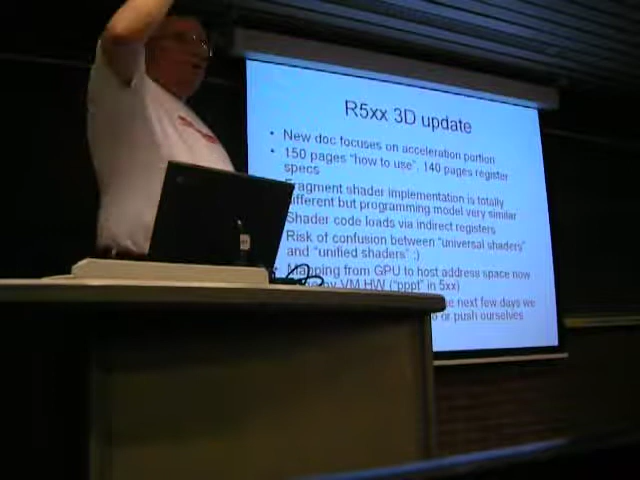 R5xx 3D update
• New doc focuses on acceleration portion
• 150 pages "how to use", 140 pages register
specs
Fragment shader implementation is totally
different but programming model very similar
Shader code loads via indirect registers
Risk of confusion between "universal shaders"
and "unified shaders" :)
• Mapping from GPU to host address space now
by VM HW ("pppt" in 5xx)
next few days we
or push ourselves